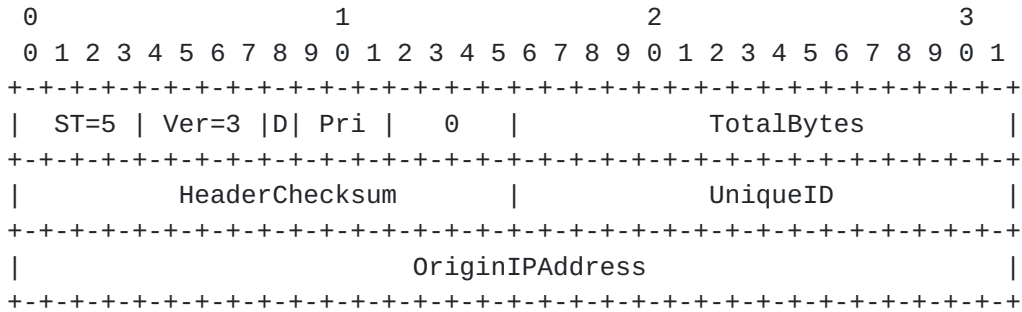 0                   1                   2                   3
 0 1 2 3 4 5 6 7 8 9 0 1 2 3 4 5 6 7 8 9 0 1 2 3 4 5 6 7 8 9 0 1
+-+-+-+-+-+-+-+-+-+-+-+-+-+-+-+-+-+-+-+-+-+-+-+-+-+-+-+-+-+-+-+-+
|  ST=5 | Ver=3 |D| Pri |   0   |           TotalBytes          |
+-+-+-+-+-+-+-+-+-+-+-+-+-+-+-+-+-+-+-+-+-+-+-+-+-+-+-+-+-+-+-+-+
|          HeaderChecksum       |            UniqueID           |
+-+-+-+-+-+-+-+-+-+-+-+-+-+-+-+-+-+-+-+-+-+-+-+-+-+-+-+-+-+-+-+-+
|                         OriginIPAddress                       |
+-+-+-+-+-+-+-+-+-+-+-+-+-+-+-+-+-+-+-+-+-+-+-+-+-+-+-+-+-+-+-+-+